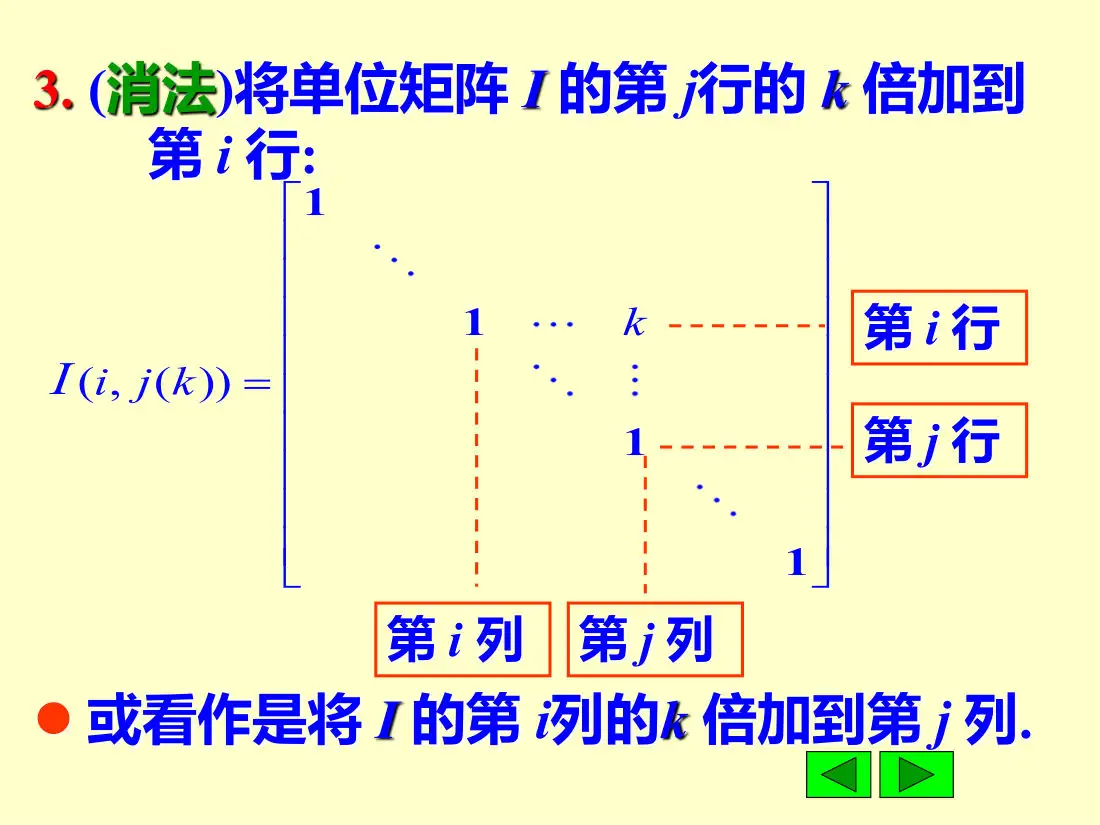 3. (消法)将单位矩阵 I 的第 j行的 k 倍加到
第 i 行:
1
⋱
1 ⋯ k
第 i 行
I(i, j(k)) =
⋱ ⋮
1
第 j 行
⋱
1
第 i 列 第 j 列
● 或看作是将 I 的第 i列的k 倍加到第 j 列.